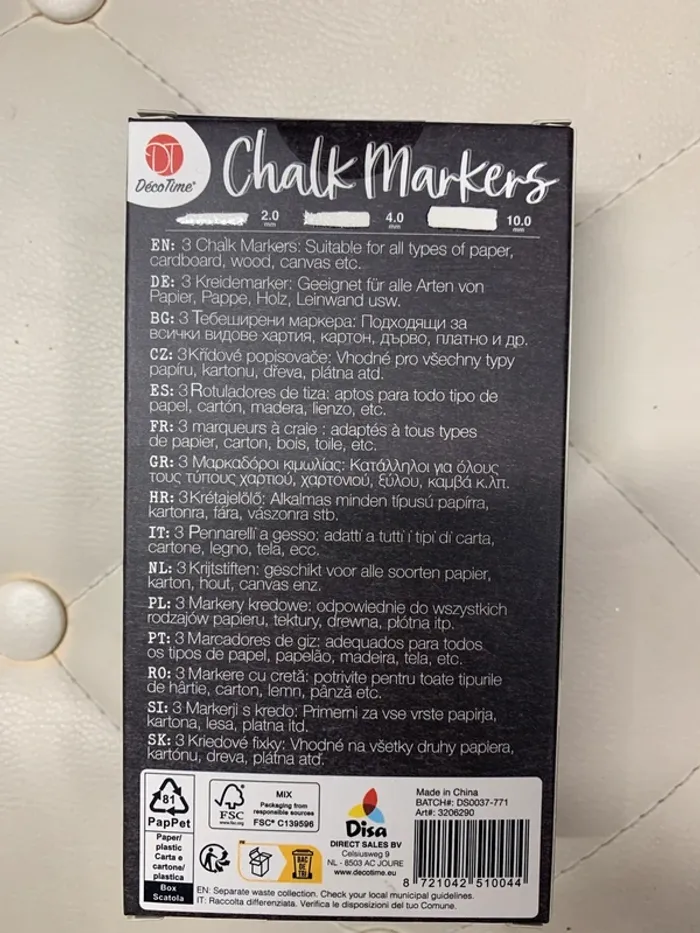 DT
DécoTime®
Chalk Markers
2.0 mm 4.0 mm 10.0 mm
EN: 3 Chalk Markers: Suitable for all types of paper,
cardboard, wood, canvas etc.
DE: 3 Kreidemarker: Geeignet für alle Arten von
Papier, Pappe, Holz, Leinwand usw.
BG: 3 Тебеширени маркера: Подходящи за
всички видове хартия, картон, дърво, платно и др.
CZ: 3 Křídové popisovače: Vhodné pro všechny typy
papíru, kartonu, dřeva, plátna atd.
ES: 3 Rotuladores de tiza: aptos para todo tipo de
papel, cartón, madera, lienzo, etc.
FR: 3 marqueurs à craie : adaptés à tous types
de papier, carton, bois, toile, etc.
GR: 3 Μαρκαδόροι κιμωλίας: Κατάλληλοι για όλους
τους τύπους χαρτιού, χαρτονιού, ξύλου, καμβά κ.λπ.
HR: 3 Krétajelölő: Alkalmas minden típusú papírra,
kartonra, fára, vászonra stb.
IT: 3 Pennarelli a gesso: adatti a tutti i tipi di carta,
cartone, legno, tela, ecc.
NL: 3 Krijtstiften: geschikt voor alle soorten papier,
karton, hout, canvas enz.
PL: 3 Markery kredowe: odpowiednie do wszystkich
rodzajów papieru, tektury, drewna, płótna itp.
PT: 3 Marcadores de giz: adequados para todos
os tipos de papel, papelão, madeira, tela, etc.
RO: 3 Markere cu cretă: potrivite pentru toate tipurile
de hârtie, carton, lemn, pânză etc.
SI: 3 Markerji s kredo: Primerni za vse vrste papirja,
kartona, lesa, platna itd.
SK: 3 Kriedové fixky: Vhodné na všetky druhy papiera,
kartónu, dreva, plátna atď.
81
PapPet
Paper/
plastic
Carta e
cartone/
plastica
Box
Scatola
FSC
www.fsc.org
MIX
Packaging from
responsible sources
FSC® C139596
BAC DE TRI
Disa
DIRECT SALES BV
Celsiusweg 9
NL - 8503 AC JOURE
www.decotime.eu
Made in China
BATCH#: DS0037-771
Art#: 3206290
8 721042 510044
EN: Separate waste collection. Check your local municipal guidelines.
IT: Raccolta differenziata. Verifica le disposizioni del tuo Comune.